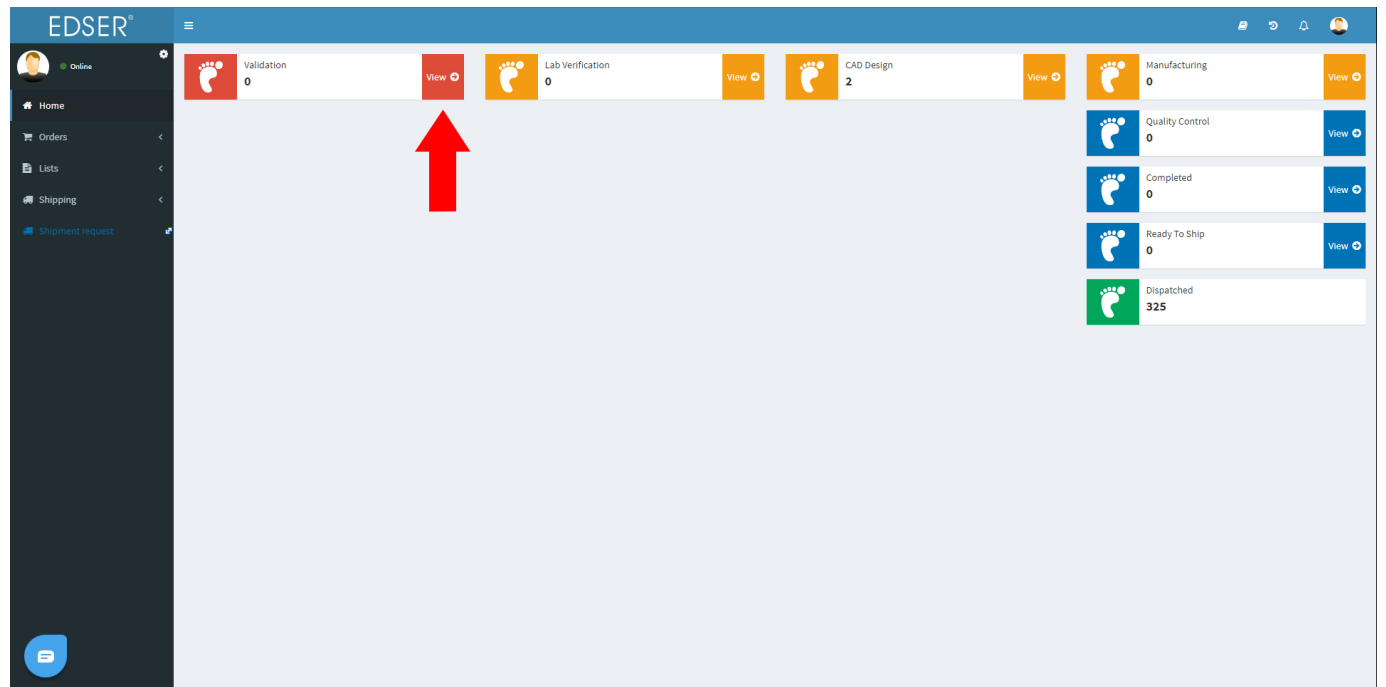 EDSER®
Online
Home
Orders
Lists
Shipping
Shipment request
Validation
0
View
Lab Verification
0
View
CAD Design
2
View
Manufacturing
0
View
Quality Control
0
View
Completed
0
View
Ready To Ship
0
View
Dispatched
325